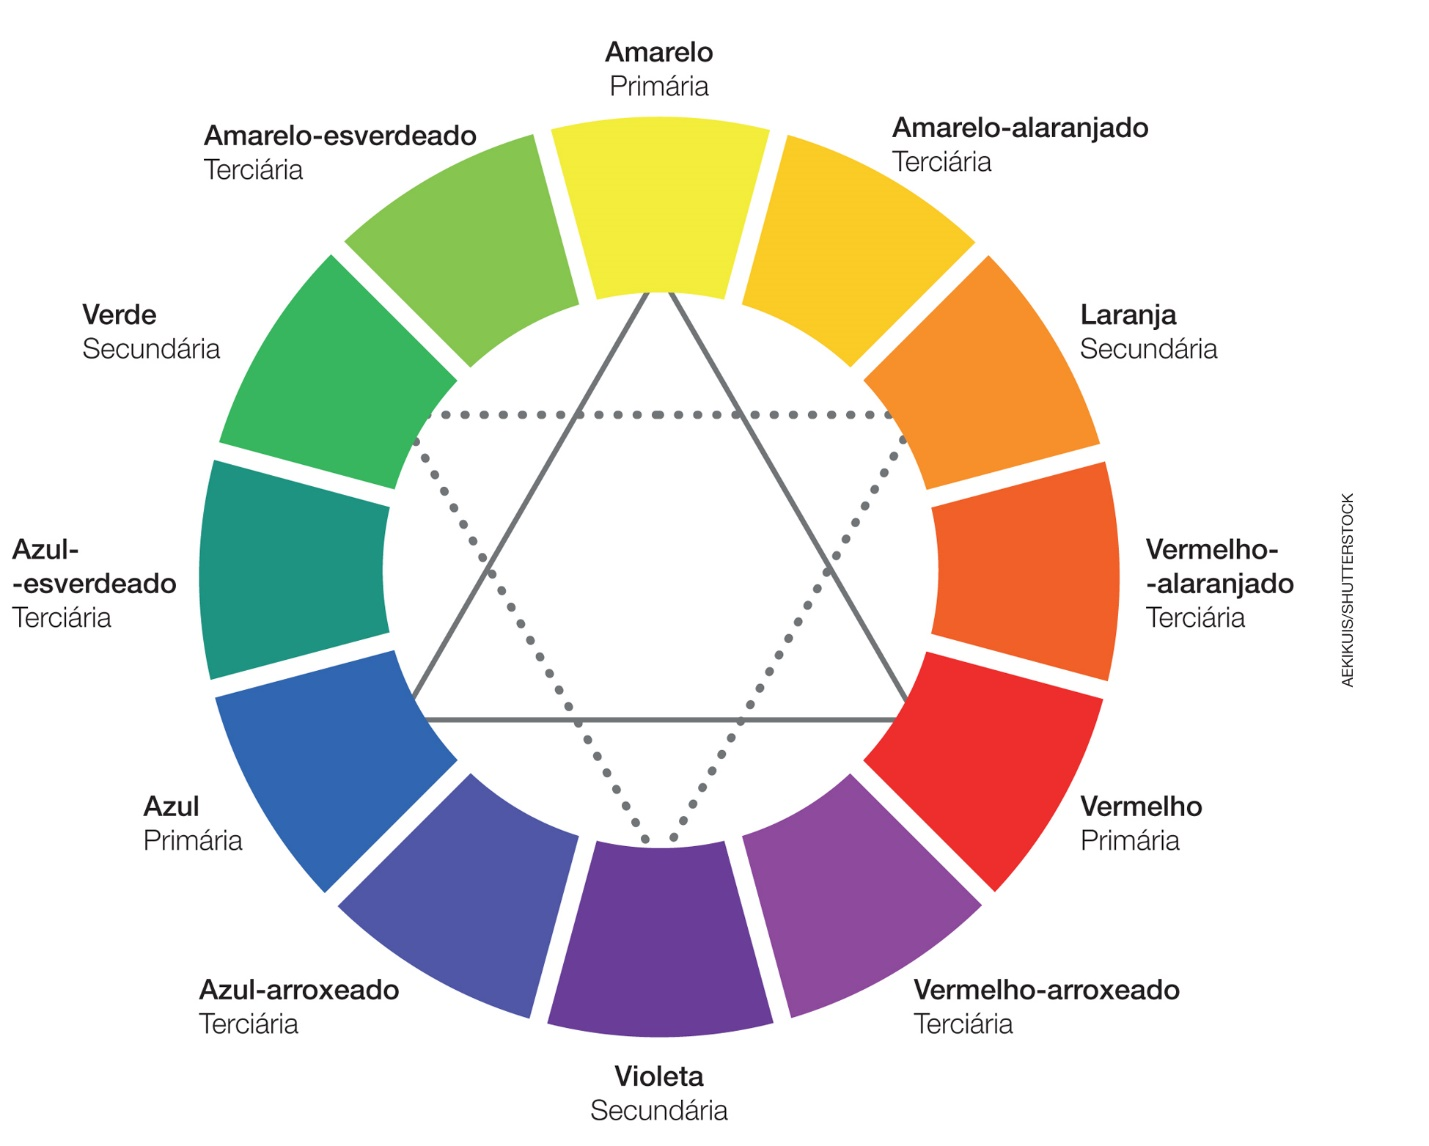 Amarelo
Primária
Amarelo-alaranjado
Terciária
Laranja
Secundária
Vermelho-
-alaranjado
Terciária
Vermelho
Primária
Vermelho-arroxeado
Terciária
Violeta
Secundária
Azul-arroxeado
Terciária
Azul
Primária
Azul-
-esverdeado
Terciária
Verde
Secundária
Amarelo-esverdeado
Terciária
AEKIKUIS/SHUTTERSTOCK